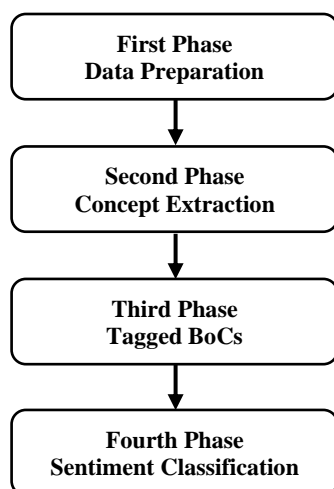 First Phase
Data Preparation
Second Phase
Concept Extraction
Third Phase
Tagged BoCs
Fourth Phase
Sentiment Classification